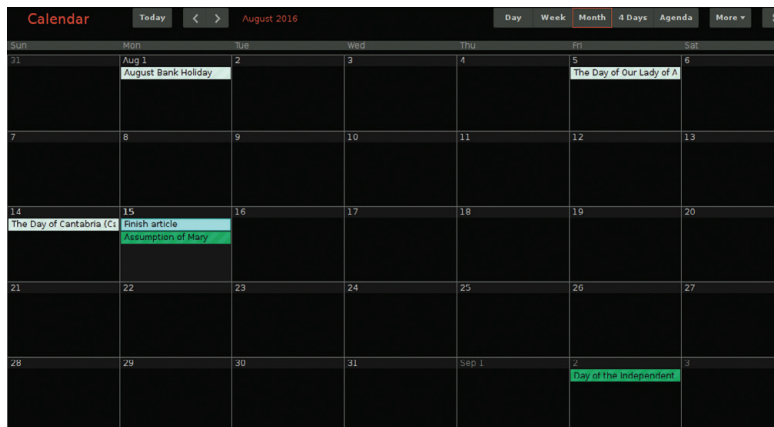 Calendar Today < > August 2016 Day Week Month 4 Days Agenda More
Sun Mon Tue Wed Thu Fri Sat
31 Aug 1 2 3 4 5 6
August Bank Holiday The Day of Our Lady of A
7 8 9 10 11 12 13
14 15 16 17 18 19 20
The Day of Cantabria (Ca Finish article
Assumption of Mary
21 22 23 24 25 26 27
28 29 30 31 Sep 1 2 3
Day of the Independent